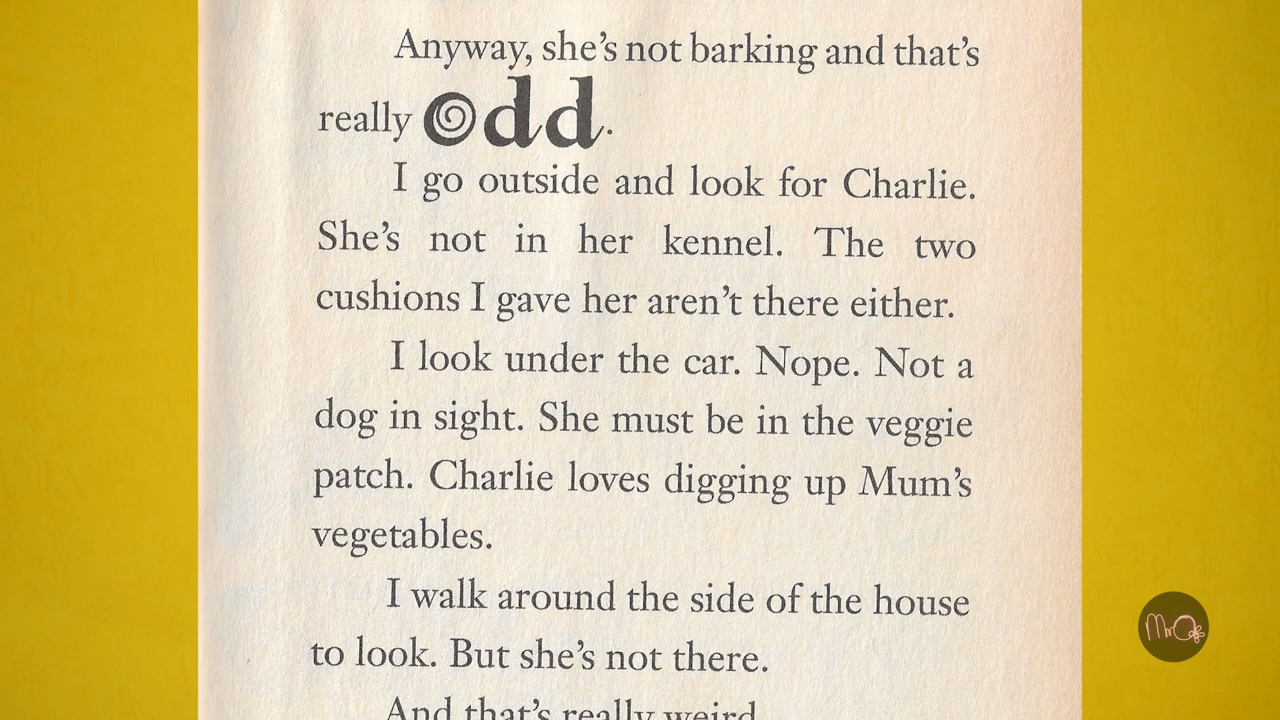 Anyway, she's not barking and that's
really odd.
I go outside and look for Charlie.
She's not in her kennel. The two
cushions I gave her aren't there either.
I look under the car. Nope. Not a
dog in sight. She must be in the veggie
patch. Charlie loves digging up Mum's
vegetables.
I walk around the side of the house
to look. But she's not there.
And that's really weird